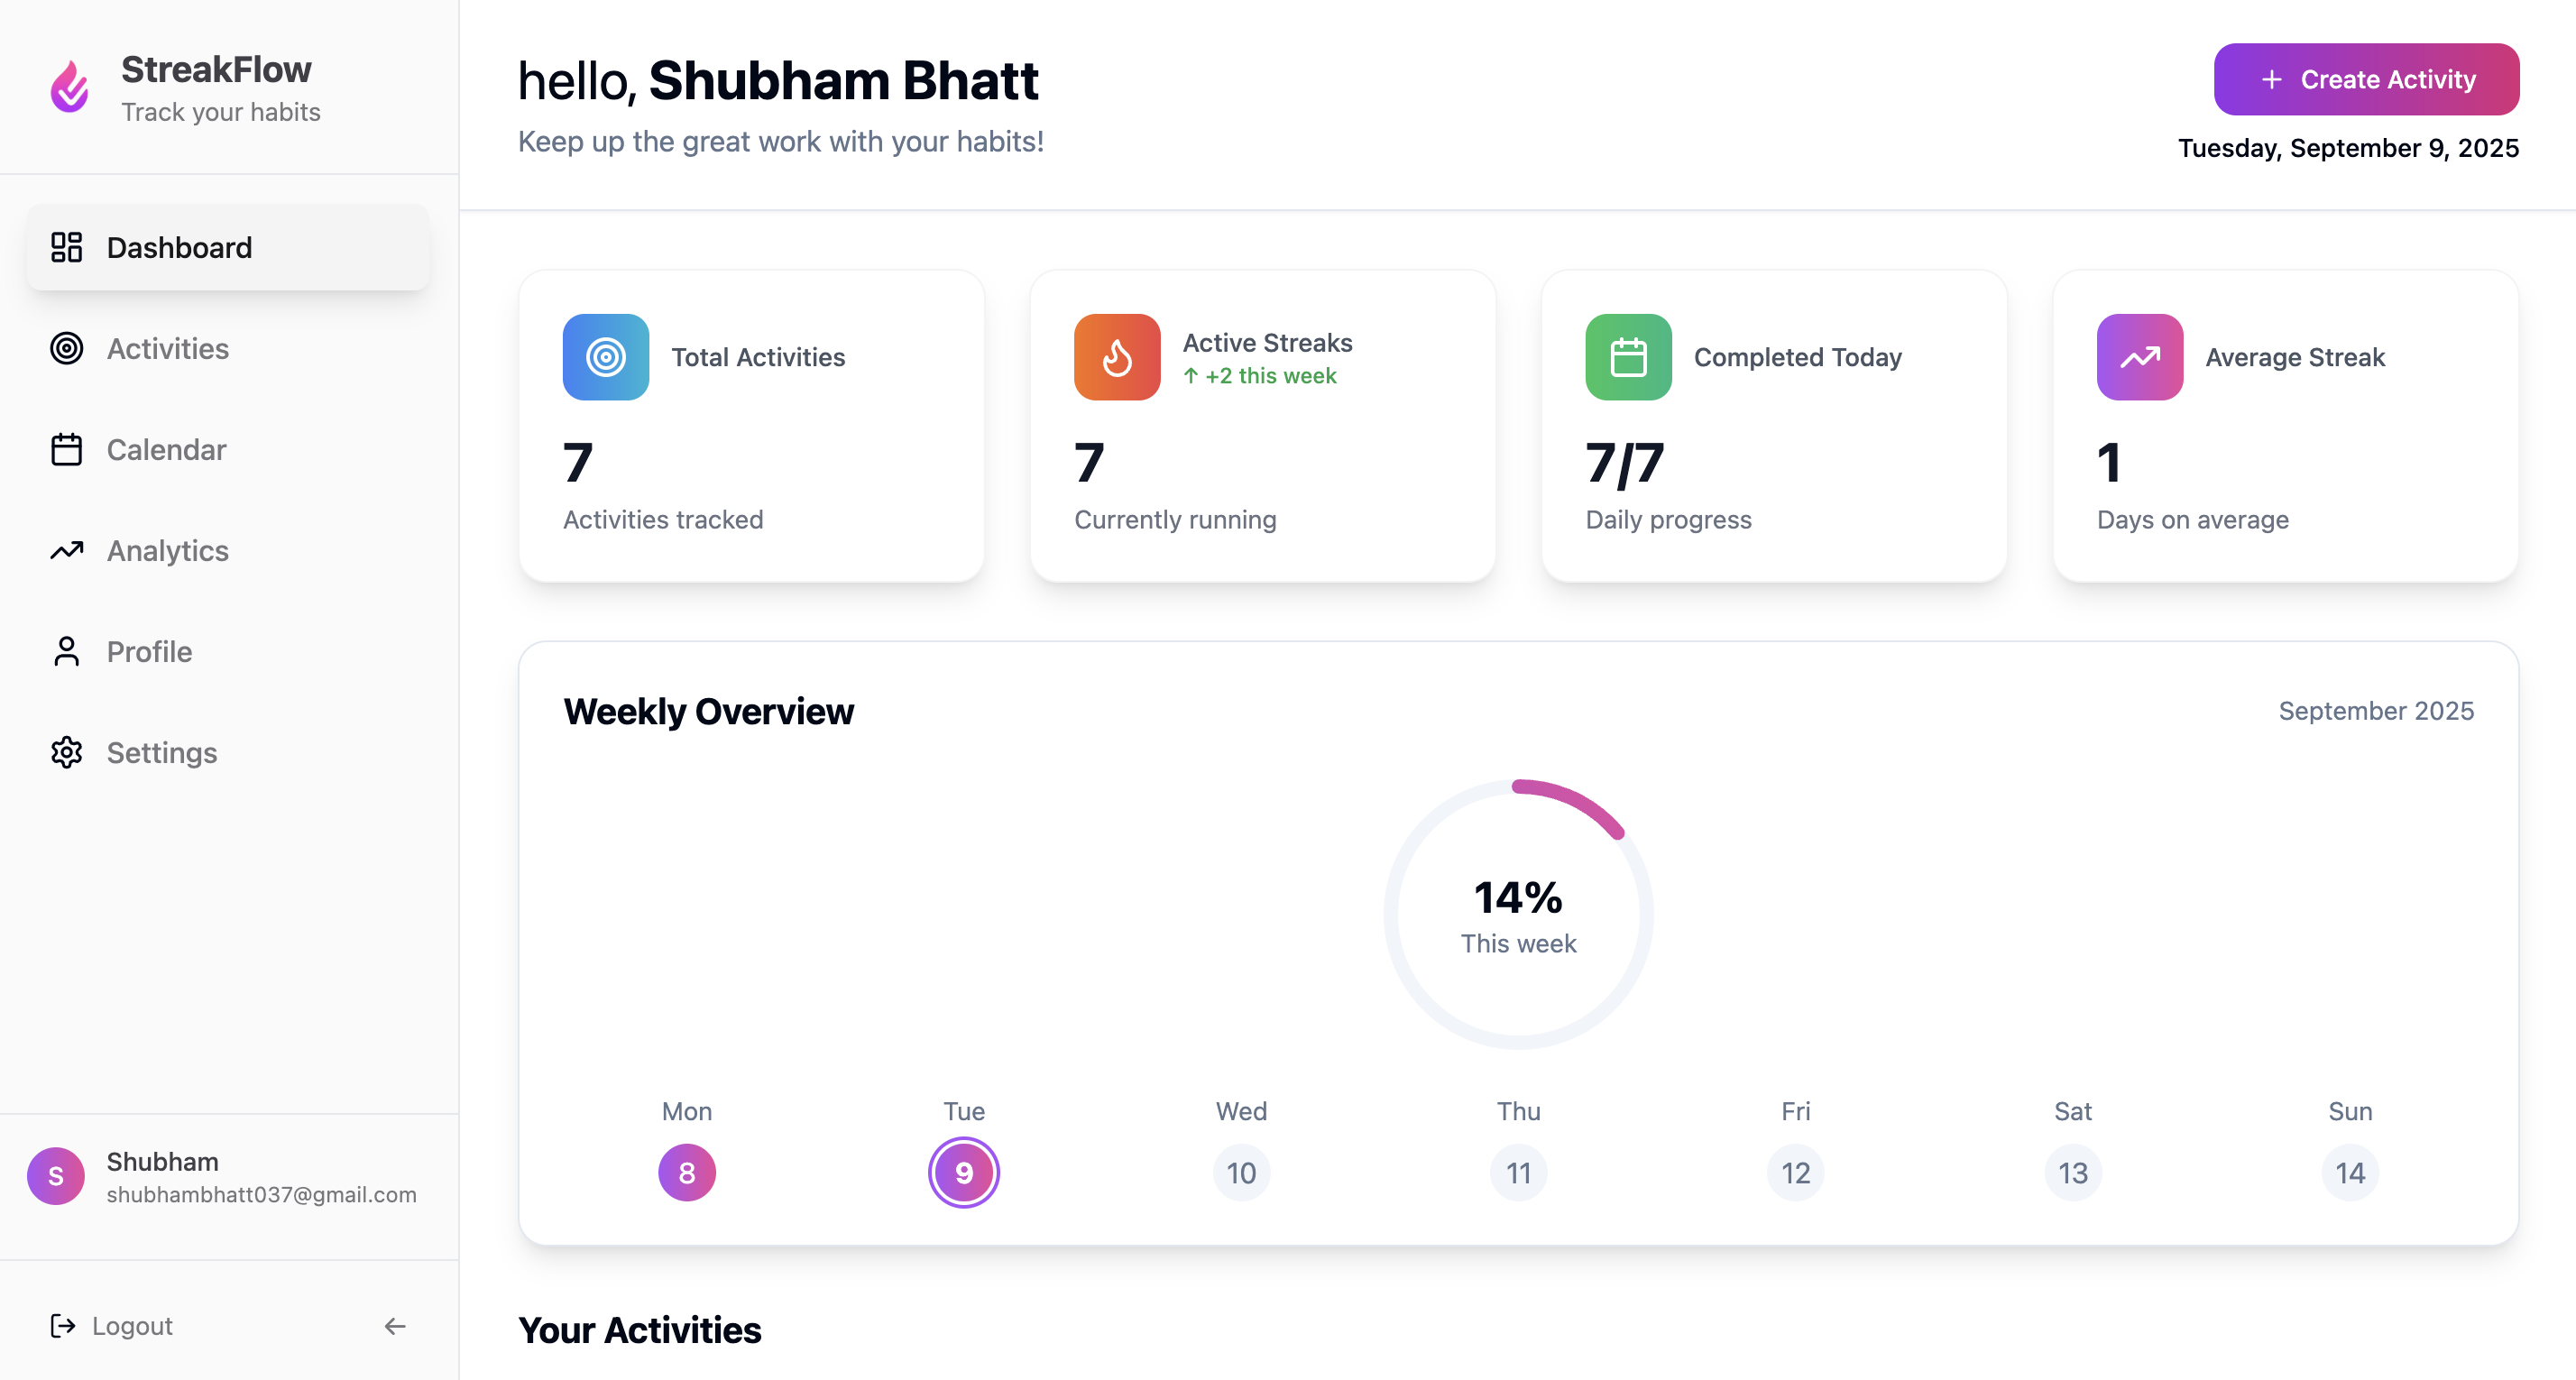 StreakFlow
Track your habits
Dashboard
Activities
Calendar
Analytics
Profile
Settings
S
Shubham
shubhambhatt037@gmail.com
Logout
hello, Shubham Bhatt
Keep up the great work with your habits!
+ Create Activity
Tuesday, September 9, 2025
Total Activities
7
Activities tracked
Active Streaks
↑ +2 this week
7
Currently running
Completed Today
7/7
Daily progress
Average Streak
1
Days on average
Weekly Overview
September 2025
14%
This week
Mon Tue Wed Thu Fri Sat Sun
8 9 10 11 12 13 14
Your Activities